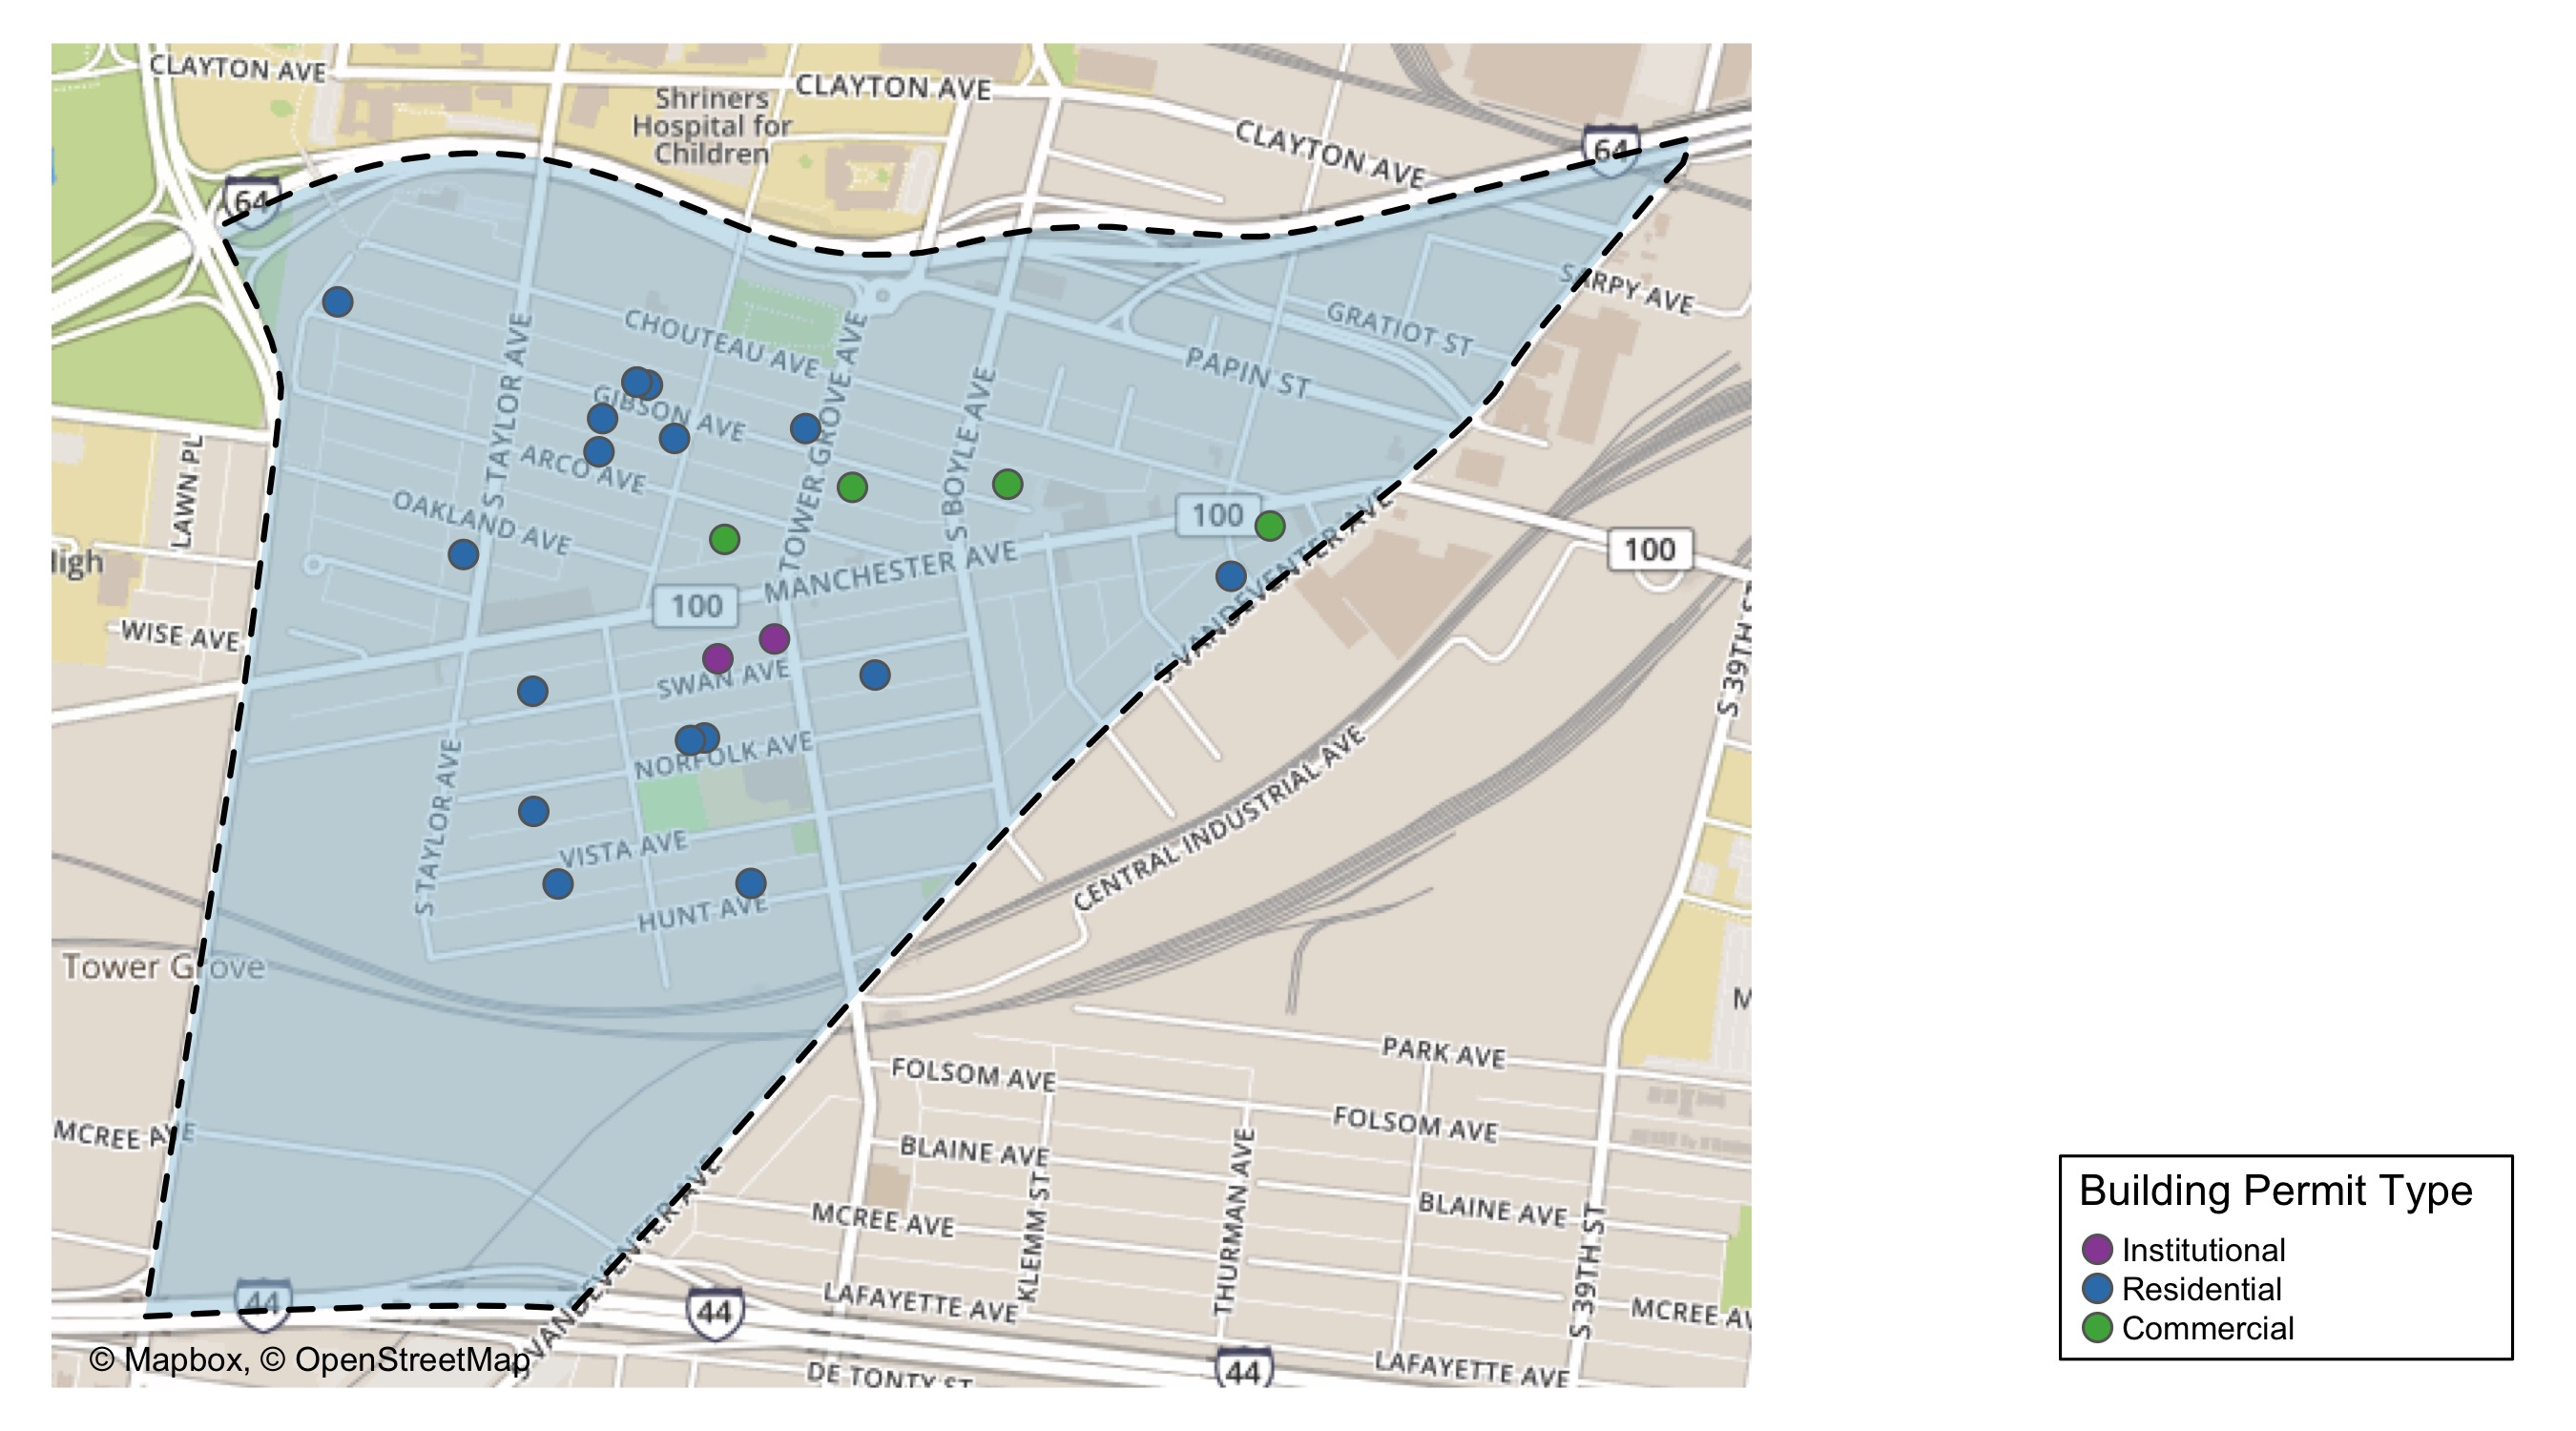 CLAYTON AVE
CLAYTON AVE
Shriners
Hospital for
Children
CLAYTON AVE
64
64
SARPY AVE
GRATIOT ST
CHOUTEAU AVE
PAPIN ST
S TAYLOR AVE
GIBSON AVE
TOWER GROVE AVE
S BOYLE AVE
ARCO AVE
LAWN PL
OAKLAND AVE
100
S VANDEVENTER AVE
100
MANCHESTER AVE
100
WISE AVE
SWAN AVE
S 39TH ST
NORFOLK AVE
CENTRAL INDUSTRIAL AVE
S TAYLOR AVE
VISTA AVE
HUNT AVE
Tower Grove
PARK AVE
FOLSOM AVE
FOLSOM AVE
MCREE AVE
BLAINE AVE
KLEMM ST
THURMAN AVE
BLAINE AVE
MCREE AVE
S 39TH ST
S VANDEVENTER AVE
LAFAYETTE AVE
44
44
MCREE AV
LAFAYETTE AVE
44
DE TONTY ST
© Mapbox, © OpenStreetMap
Building Permit Type
Institutional
Residential
Commercial